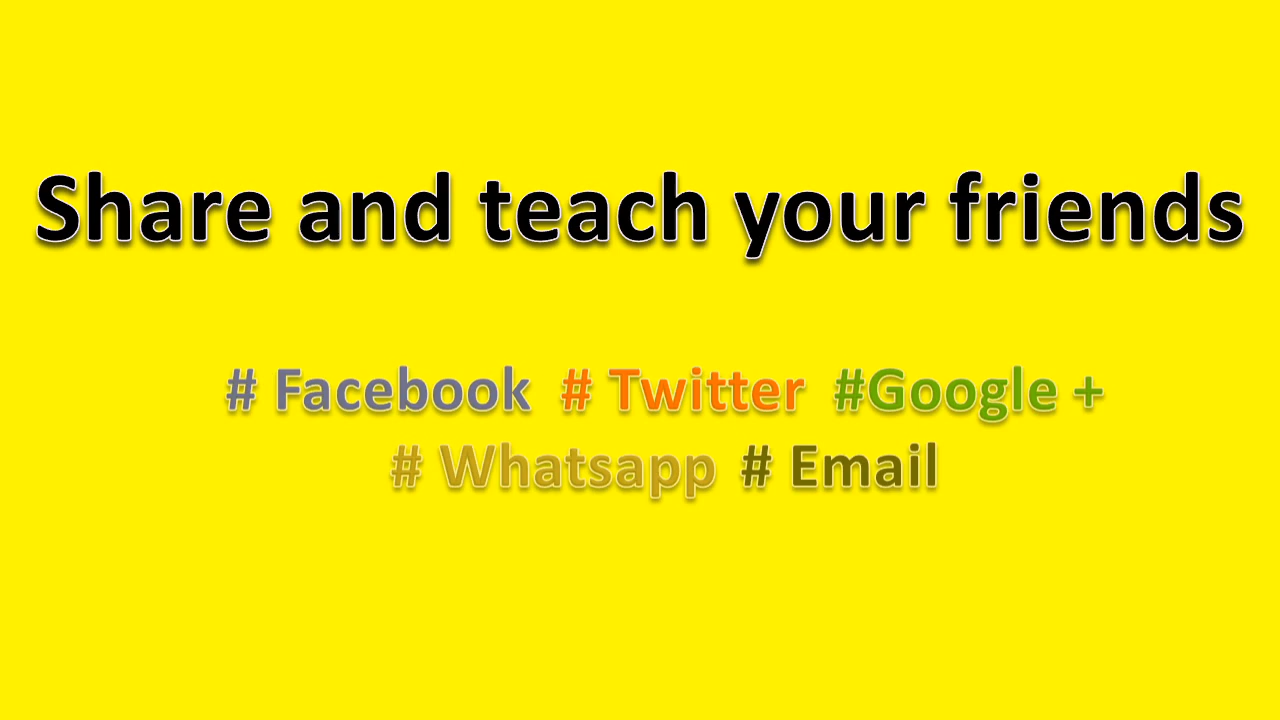 Share and teach your friends
# Facebook # Twitter #Google +
# Whatsapp # Email